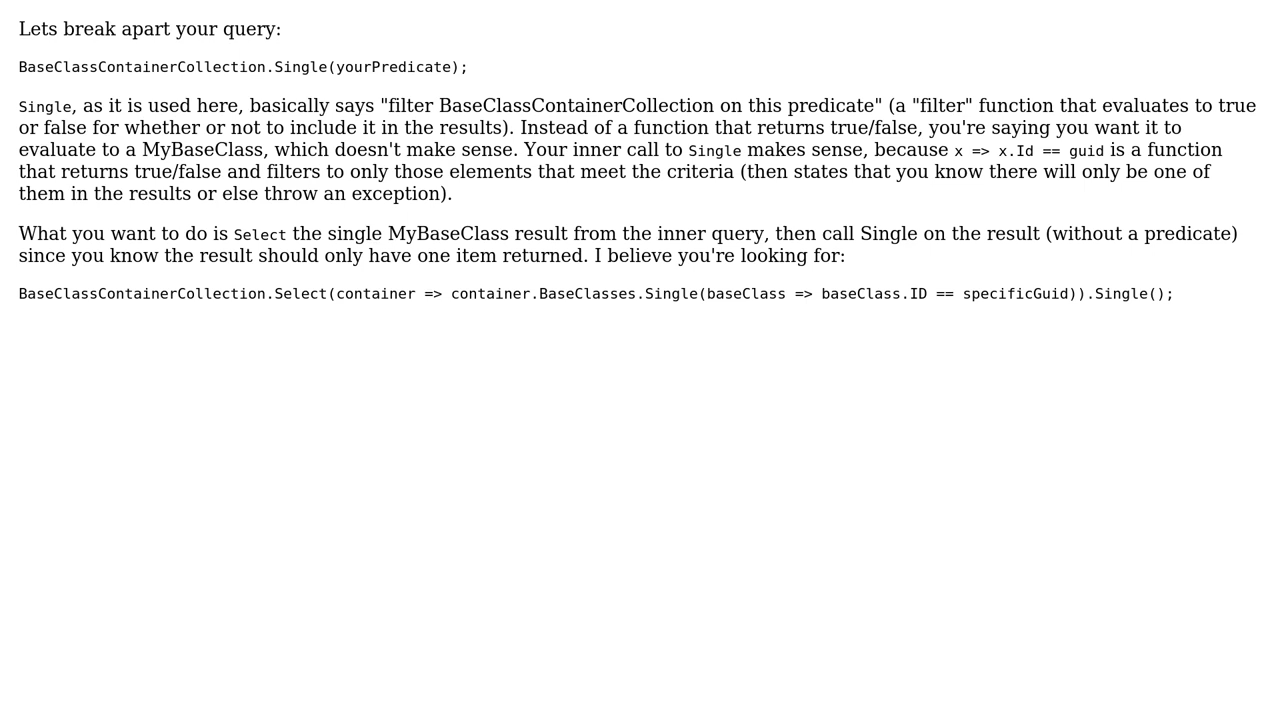 Lets break apart your query:
BaseClassContainerCollection.Single(yourPredicate);
Single, as it is used here, basically says "filter BaseClassContainerCollection on this predicate" (a "filter" function that evaluates to true
or false for whether or not to include it in the results). Instead of a function that returns true/false, you're saying you want it to
evaluate to a MyBaseClass, which doesn't make sense. Your inner call to Single makes sense, because x => x.Id == guid is a function
that returns true/false and filters to only those elements that meet the criteria (then states that you know there will only be one of
them in the results or else throw an exception).
What you want to do is Select the single MyBaseClass result from the inner query, then call Single on the result (without a predicate)
since you know the result should only have one item returned. I believe you're looking for:
BaseClassContainerCollection.Select(container => container.BaseClasses.Single(baseClass => baseClass.ID == specificGuid)).Single();